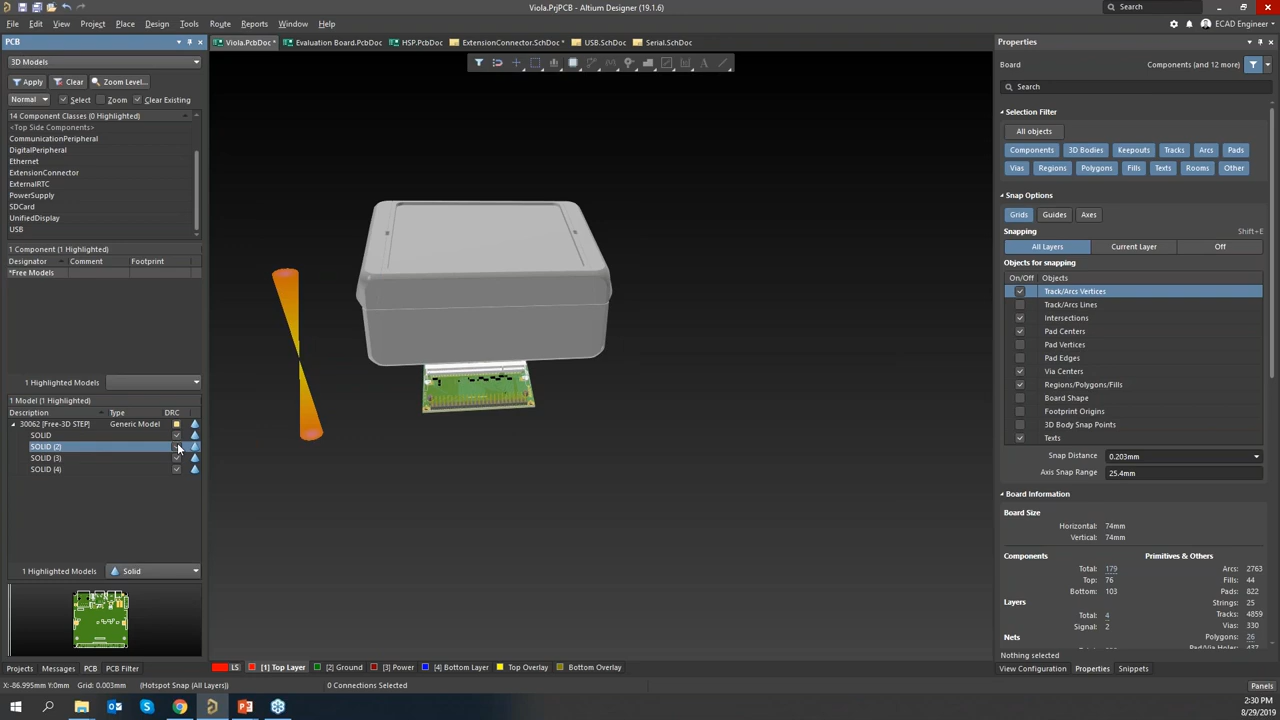 Viola.PrjPCB - Altium Designer (19.1.6)
Search
File Edit View Project Place Design Tools Route Reports Window Help
ECAD Engineer
PCB
Viola.PcbDoc * Evaluation Board.PcbDoc HSP.PcbDoc ExtensionConnector.SchDoc * USB.SchDoc Serial.SchDoc
Properties
3D Models
Board Components (and 12 more)
Apply Clear Zoom Level...
Search
Normal Select Zoom Clear Existing
14 Component Classes (0 Highlighted)
<Top Side Components>
CommunicationPeripheral
DigitalPeripheral
Ethernet
ExtensionConnector
ExternalRTC
PowerSupply
SDCard
UnifiedDisplay
USB
1 Component (1 Highlighted)
Designator Comment Footprint
*Free Models
1 Highlighted Models
1 Model (1 Highlighted)
Description Type DRC
30062 [Free-3D STEP] Generic Model
SOLID
SOLID (2)
SOLID (3)
SOLID (4)
1 Highlighted Models Solid
Projects Messages PCB PCB Filter
Selection Filter
All objects
Components 3D Bodies Keepouts Tracks Arcs Pads
Vias Regions Polygons Fills Texts Rooms Other
Snap Options
Grids Guides Axes
Snapping Shift+E
All Layers Current Layer Off
Objects for snapping
On/Off Objects
Track/Arcs Vertices
Track/Arcs Lines
Intersections
Pad Centers
Pad Vertices
Pad Edges
Via Centers
Regions/Polygons/Fills
Board Shape
Footprint Origins
3D Body Snap Points
Texts
Snap Distance 0.203mm
Axis Snap Range 25.4mm
Board Information
Board Size
Horizontal: 74mm
Vertical: 74mm
Components Primitives & Others
Total: 179 Arcs: 2763
Top: 76 Fills: 44
Bottom: 103 Pads: 822
Strings: 25
Layers Tracks: 4859
Total: 4 Vias: 330
Signal: 2 Polygons: 26
Nets Pad/Via Holes: 437
Nothing selected
View Configuration Properties Snippets
LS [1] Top Layer [2] Ground [3] Power [4] Bottom Layer Top Overlay Bottom Overlay
X:-86.995mm Y:0mm Grid: 0.003mm (Hotspot Snap (All Layers)) 0 Connections Selected
Panels
2:30 PM
8/29/2019